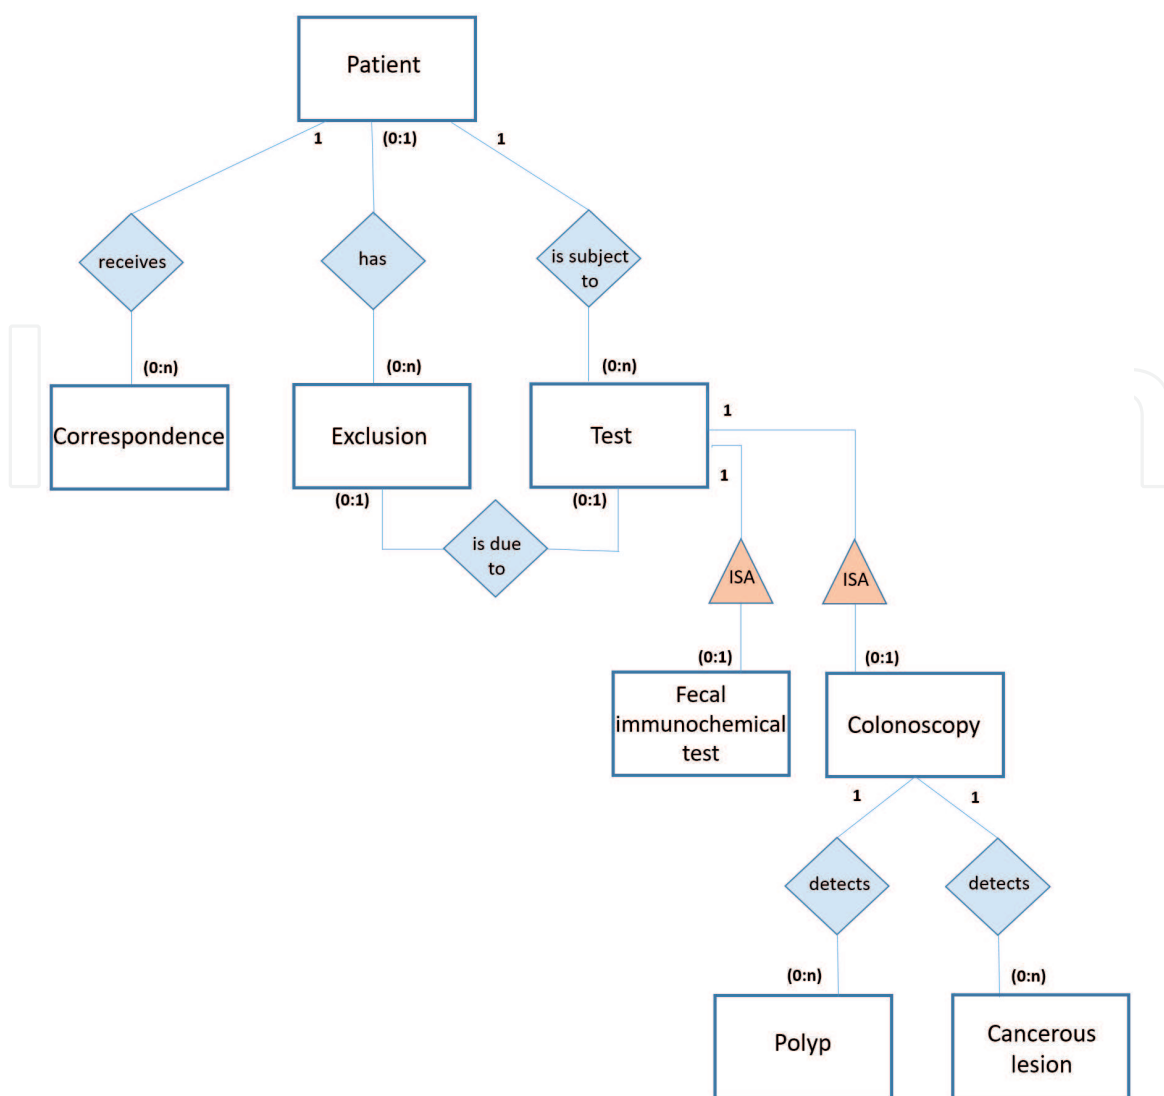 Patient
1
(0:1)
1
receives
has
is subject
to
(0:n)
(0:n)
(0:n)
Correspondence
Exclusion
Test
1
1
(0:1)
(0:1)
is due
to
ISA
ISA
(0:1)
(0:1)
Fecal
immunochemical
test
Colonoscopy
1
1
detects
detects
(0:n)
(0:n)
Polyp
Cancerous
lesion